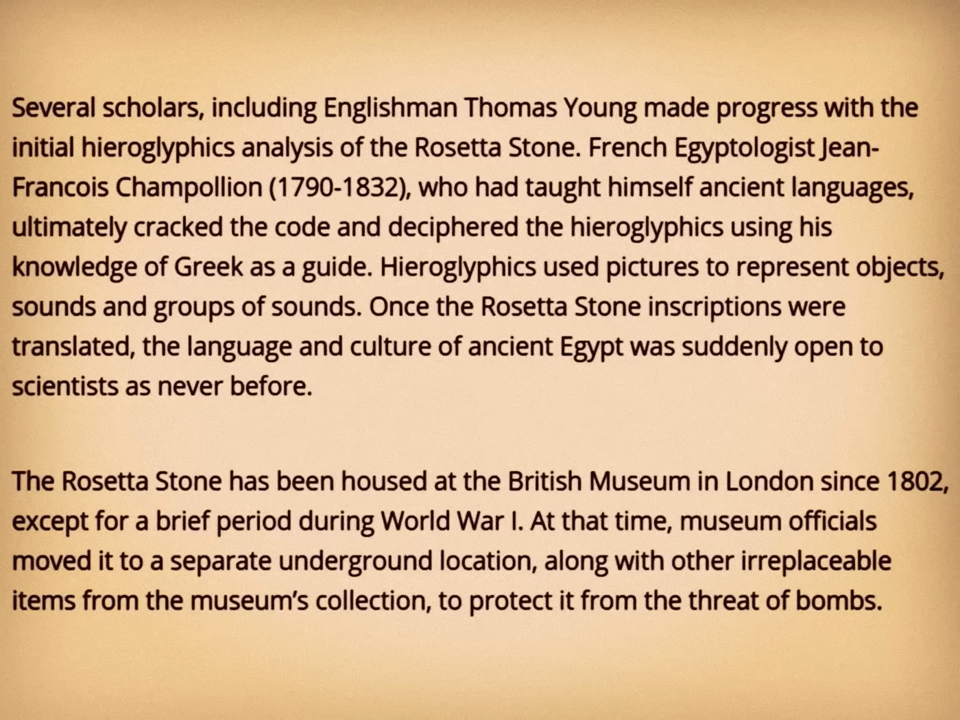 Several scholars, including Englishman Thomas Young made progress with the
initial hieroglyphics analysis of the Rosetta Stone. French Egyptologist Jean-
Francois Champollion (1790-1832), who had taught himself ancient languages,
ultimately cracked the code and deciphered the hieroglyphics using his
knowledge of Greek as a guide. Hieroglyphics used pictures to represent objects,
sounds and groups of sounds. Once the Rosetta Stone inscriptions were
translated, the language and culture of ancient Egypt was suddenly open to
scientists as never before.
The Rosetta Stone has been housed at the British Museum in London since 1802,
except for a brief period during World War I. At that time, museum officials
moved it to a separate underground location, along with other irreplaceable
items from the museum’s collection, to protect it from the threat of bombs.